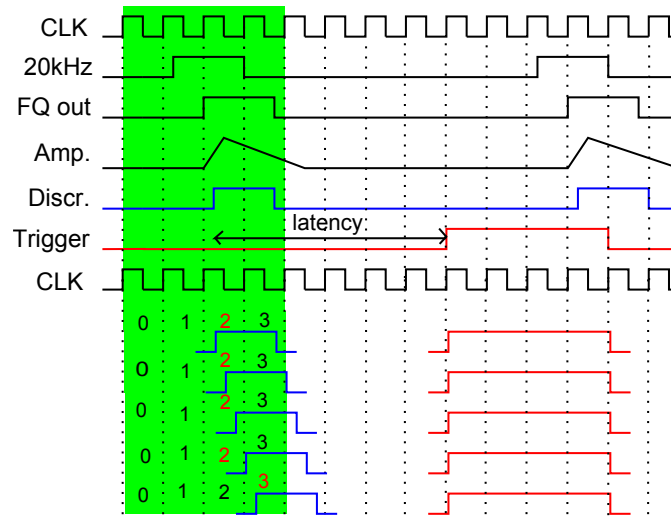 CLK
20kHz
FQ out
Amp.
Discr.
latency
Trigger
CLK
0 1 2 3
0 1 2 3
0 1 2 3
0 1 2 3
0 1 2 3